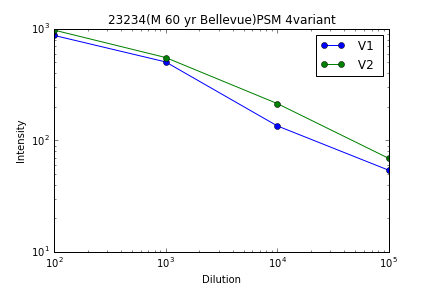 23234(M 60 yr Bellevue)PSM 4variant
10³
V1
V2
10²
Intensity
10¹
10² 10³ 10⁴ 10⁵
Dilution